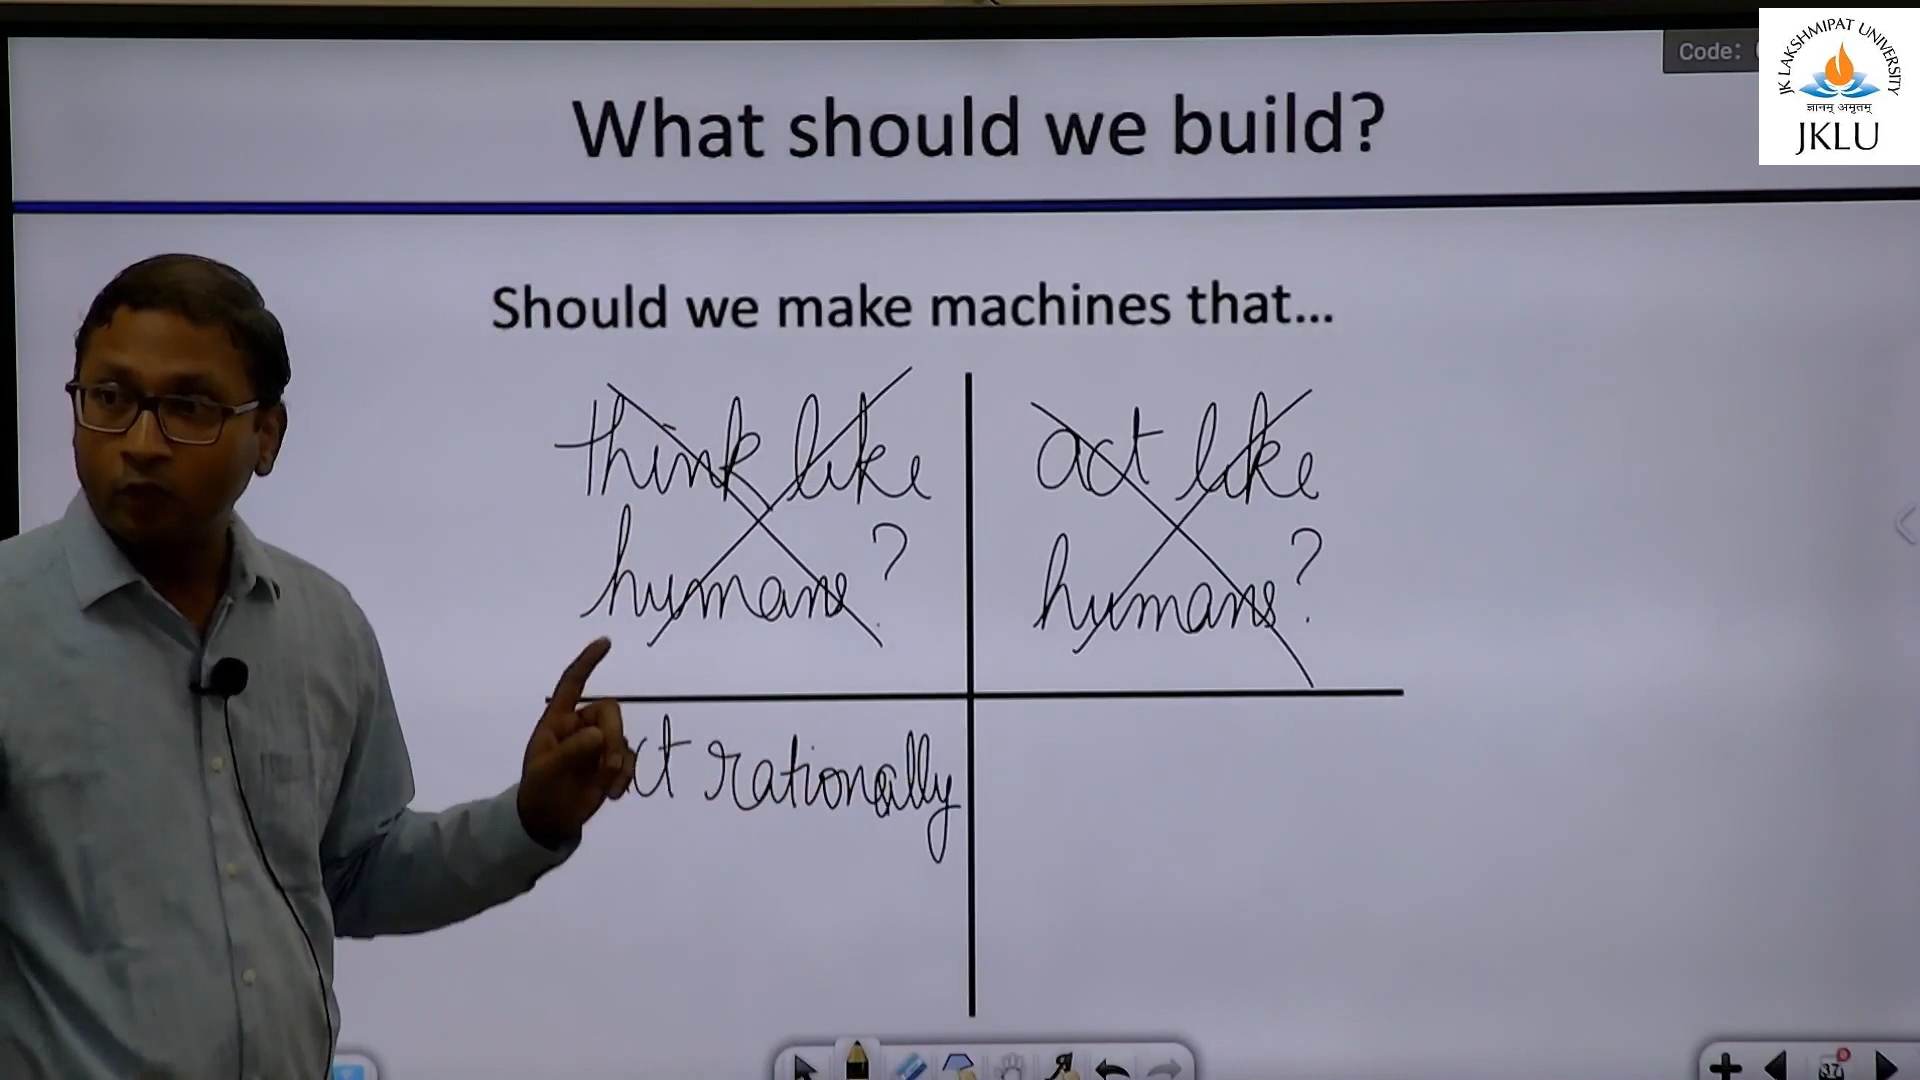 Code:
JK LAKSHMIPAT UNIVERSITY
ज्ञानम् अमृतम्
JKLU
What should we build?
Should we make machines that...
think like
humans?
act like
humans?
rationally
37